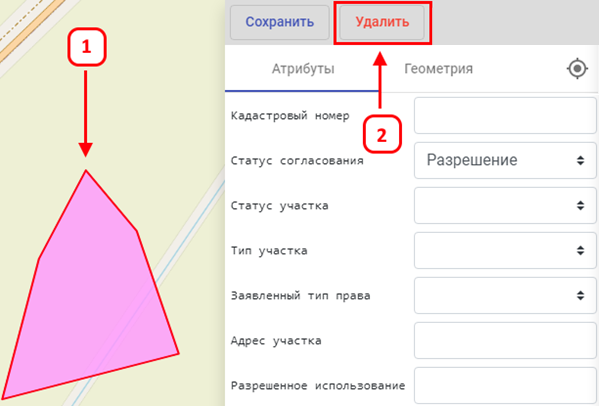 1
Сохранить
Удалить
Атрибуты
Геометрия
2
Кадастровый номер
Статус согласования
Разрешение
Статус участка
Тип участка
Заявленный тип права
Адрес участка
Разрешенное использование